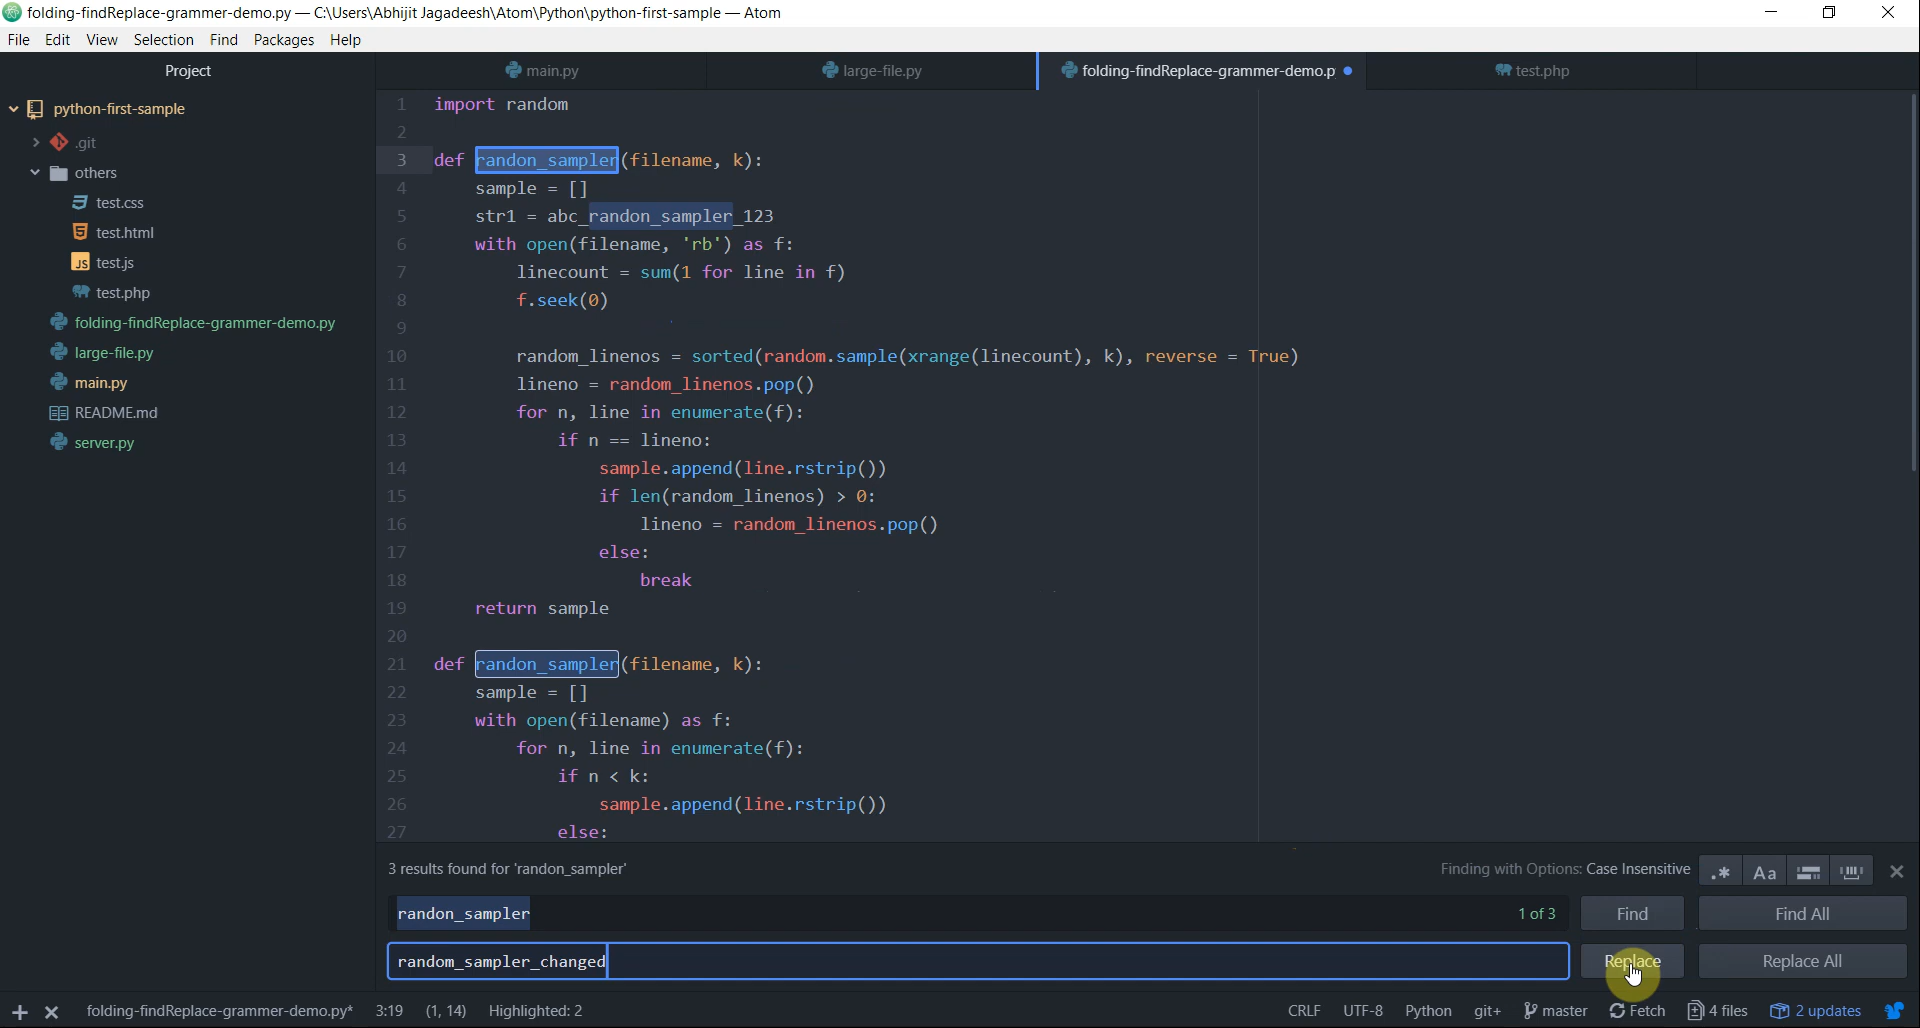 folding-findReplace-grammer-demo.py — C:\Users\Abhijit Jagadeesh\Atom\Python\python-first-sample — Atom
File Edit View Selection Find Packages Help
Project
main.py
large-file.py
folding-findReplace-grammer-demo.p
test.php
python-first-sample
.git
others
test.css
test.html
test.js
test.php
folding-findReplace-grammer-demo.py
large-file.py
main.py
README.md
server.py
1 import random
2
3 def randon_sampler(filename, k):
4 sample = []
5 str1 = abc_randon_sampler_123
6 with open(filename, 'rb') as f:
7 linecount = sum(1 for line in f)
8 f.seek(0)
9
10 random_linenos = sorted(random.sample(xrange(linecount), k), reverse = True)
11 lineno = random_linenos.pop()
12 for n, line in enumerate(f):
13 if n == lineno:
14 sample.append(line.rstrip())
15 if len(random_linenos) > 0:
16 lineno = random_linenos.pop()
17 else:
18 break
19 return sample
20
21 def randon_sampler(filename, k):
22 sample = []
23 with open(filename) as f:
24 for n, line in enumerate(f):
25 if n < k:
26 sample.append(line.rstrip())
27 else:
3 results found for 'randon_sampler'
Finding with Options: Case Insensitive
.* Aa
randon_sampler 1 of 3 Find Find All
random_sampler_changed Replace Replace All
folding-findReplace-grammer-demo.py* 3:19 (1, 14) Highlighted: 2 CRLF UTF-8 Python git+ master Fetch 4 files 2 updates